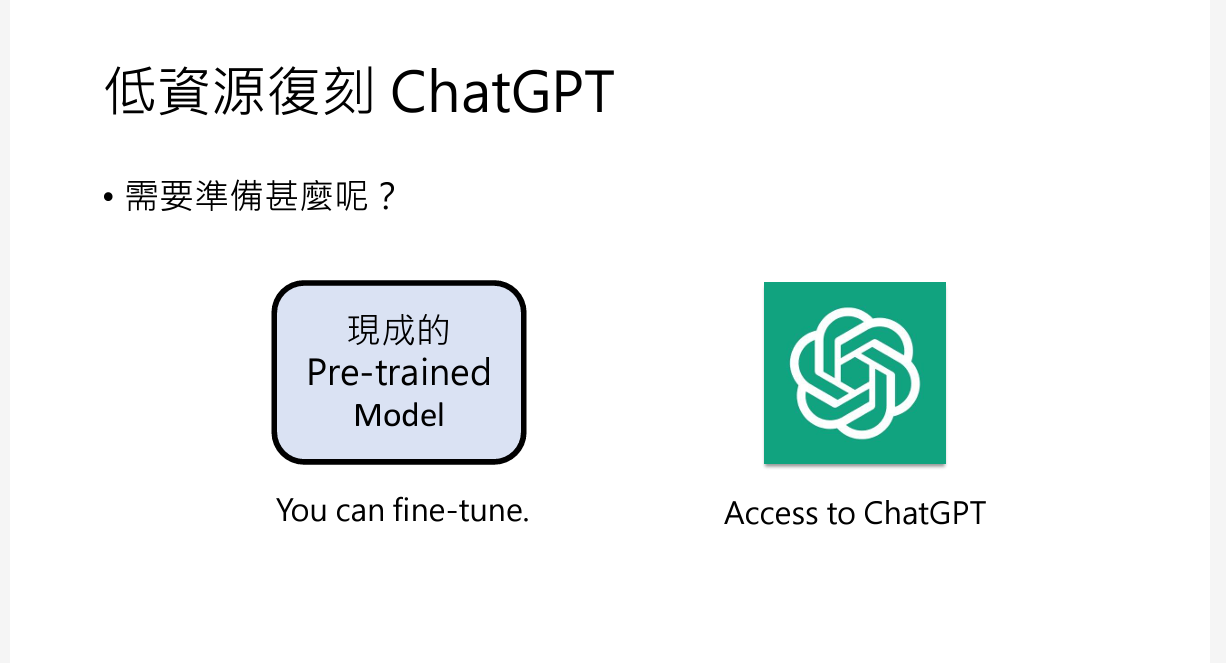 低資源復刻 ChatGPT
• 需要準備甚麼呢？
現成的
Pre-trained
Model
You can fine-tune.
Access to ChatGPT